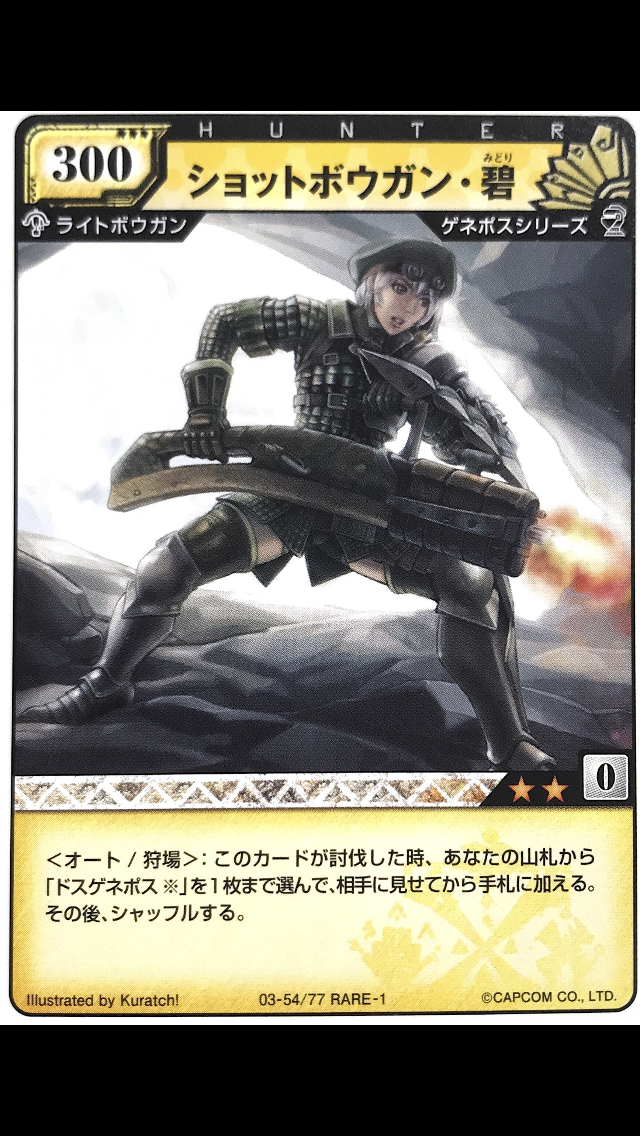 HUNTER
300
みどり
ショットボウガン・碧
ライトボウガン
ゲネポスシリーズ
0
＜オート / 狩場＞：このカードが討伐した時、あなたの山札から
「ドスゲネポス※」を1枚まで選んで、相手に見せてから手札に加える。
その後、シャッフルする。
Illustrated by Kuratch!
03-54/77 RARE-1
©CAPCOM CO., LTD.